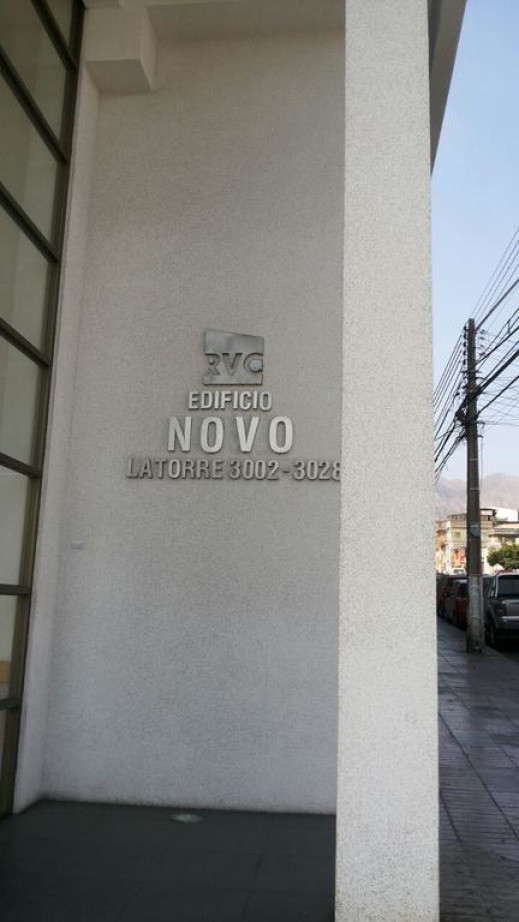 RVC
EDIFICIO
NOVO
LATORRE 3002-3028